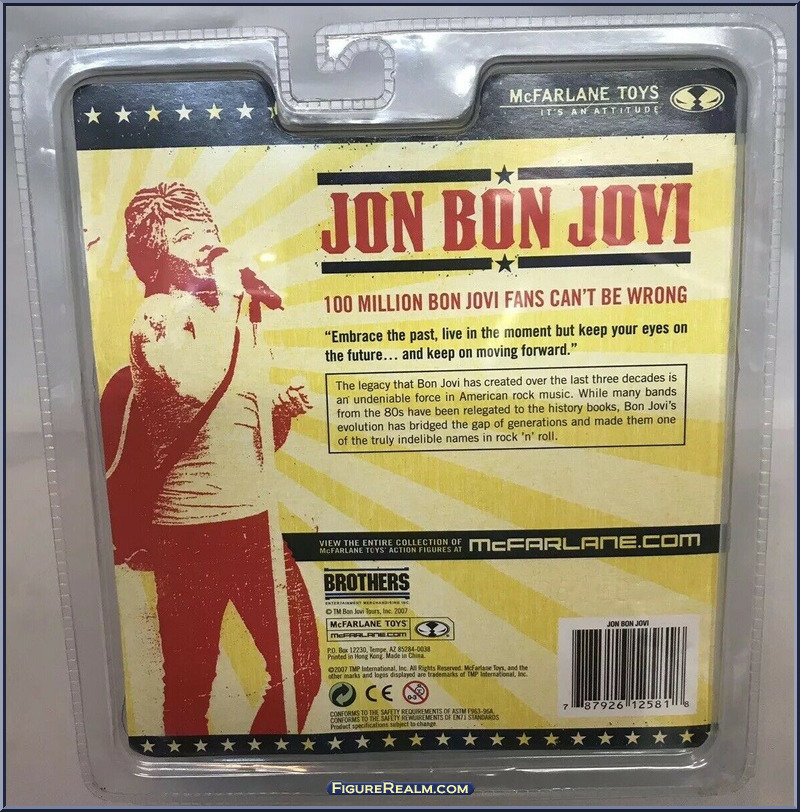 McFARLANE TOYS
IT'S AN ATTITUDE
JON BON JOVI
100 MILLION BON JOVI FANS CAN'T BE WRONG
“Embrace the past, live in the moment but keep your eyes on
the future... and keep on moving forward.”
The legacy that Bon Jovi has created over the last three decades is
an undeniable force in American rock music. While many bands
from the 80s have been relegated to the history books, Bon Jovi's
evolution has bridged the gap of generations and made them one
of the truly indelible names in rock 'n' roll.
VIEW THE ENTIRE COLLECTION OF
McFARLANE TOYS' ACTION FIGURES AT
McFARLANE.COM
BROTHERS
ENTERTAINMENT MERCHANDISING INC.
© TM Bon Jovi Tours, Inc. 2007
McFARLANE TOYS
McFARLANE.COM
P.O. Box 12230, Tempe, AZ 85284-0038
Printed in Hong Kong. Made in China.
©2007 TMP International, Inc. All Rights Reserved. McFarlane Toys, and the
other marks and logos displayed are trademarks of TMP International, Inc.
CE
0-3
CONFORMS TO THE SAFETY REQUIREMENTS OF ASTM F963-96A.
CONFORMS TO THE SAFETY REQUIREMENTS OF EN71 STANDARDS
Product specifications subject to change.
JON BON JOVI
7 87926 12581 8
FIGUREREALM.COM